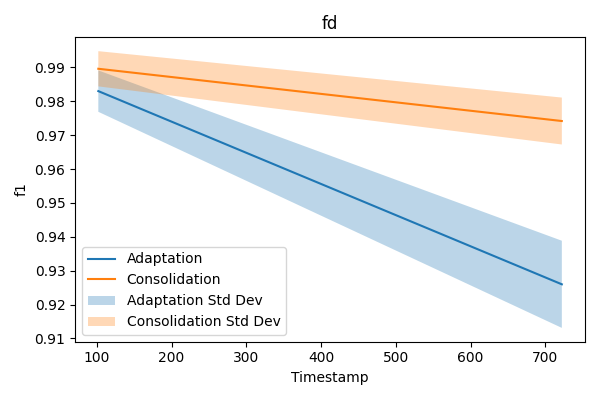 fd
0.99
0.98
0.97
0.96
0.95
0.94
0.93
0.92
0.91
f1
Adaptation
Consolidation
Adaptation Std Dev
Consolidation Std Dev
100 200 300 400 500 600 700
Timestamp